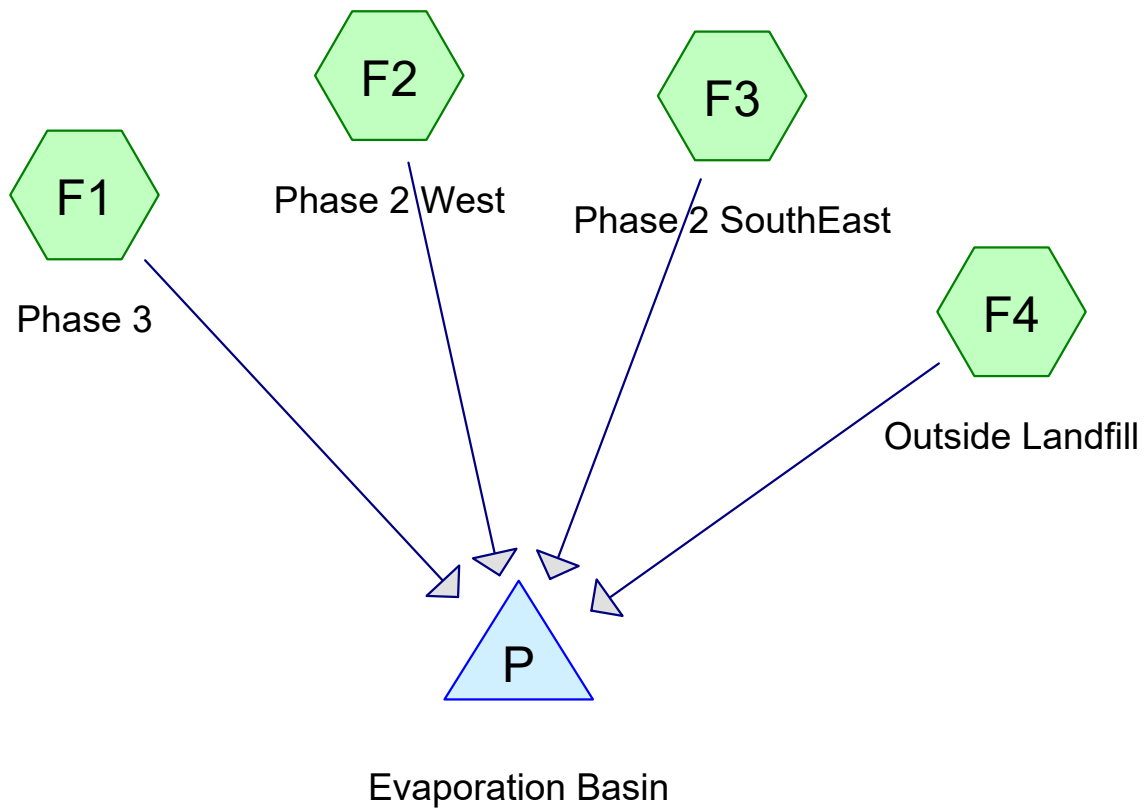 F2
F3
F1
Phase 2 West
Phase 2 SouthEast
Phase 3
F4
Outside Landfill
P
Evaporation Basin